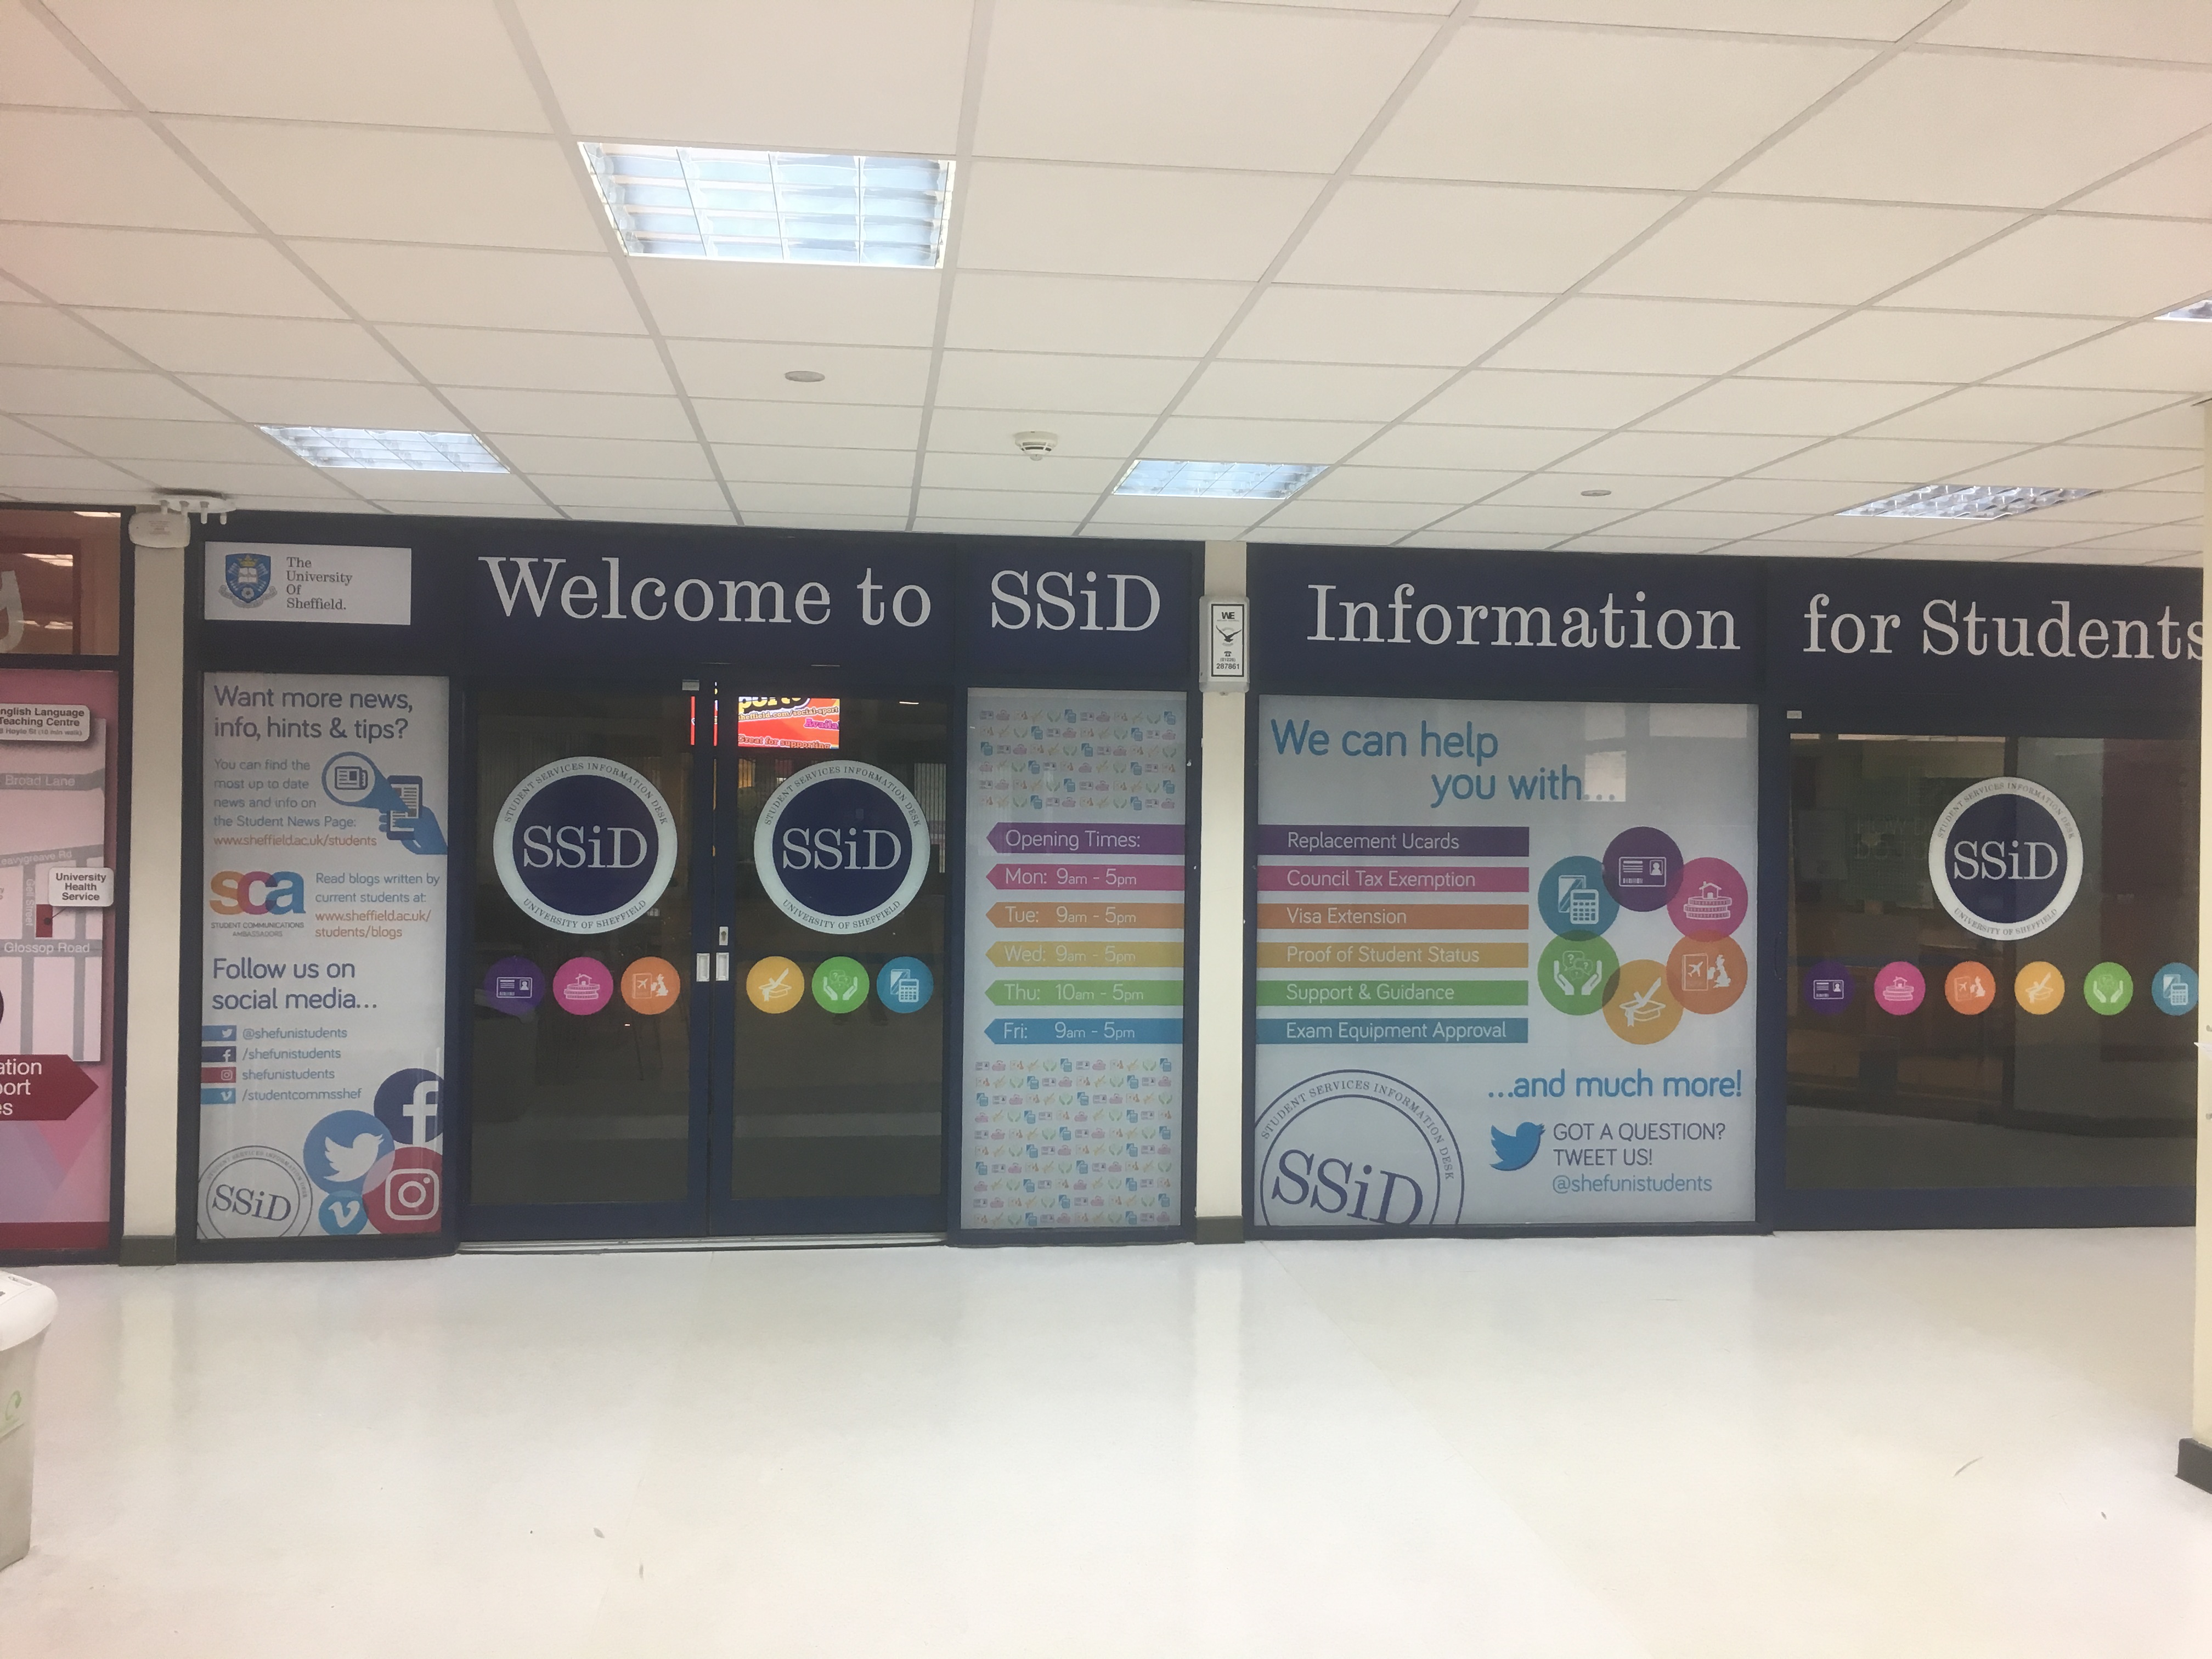 The
University
Of
Sheffield.
Welcome to SSiD
Information for Students
WE
287861
English Language
Teaching Centre
Broad Lane
University
Health
Service
Glossop Road
Want more news,
info, hints & tips?
You can find the
most up to date
news and info on
the Student News Page:
www.sheffield.ac.uk/students
sca
STUDENT COMMUNICATIONS
AMBASSADORS
Read blogs written by
current students at:
www.sheffield.ac.uk/
students/blogs
Follow us on
social media...
@shefunistudents
/shefunistudents
shefunistudents
/studentcommsshef
SSiD
STUDENT SERVICES INFORMATION DESK
SSiD
UNIVERSITY OF SHEFFIELD
STUDENT SERVICES INFORMATION DESK
SSiD
UNIVERSITY OF SHEFFIELD
Opening Times:
Mon: 9am - 5pm
Tue: 9am - 5pm
Wed: 9am - 5pm
Thu: 10am - 5pm
Fri: 9am - 5pm
We can help
you with...
Replacement Ucards
Council Tax Exemption
Visa Extension
Proof of Student Status
Support & Guidance
Exam Equipment Approval
...and much more!
GOT A QUESTION?
TWEET US!
@shefunistudents
STUDENT SERVICES INFORMATION DESK
SSiD
STUDENT SERVICES INFORMATION DESK
SSiD
UNIVERSITY OF SHEFFIELD